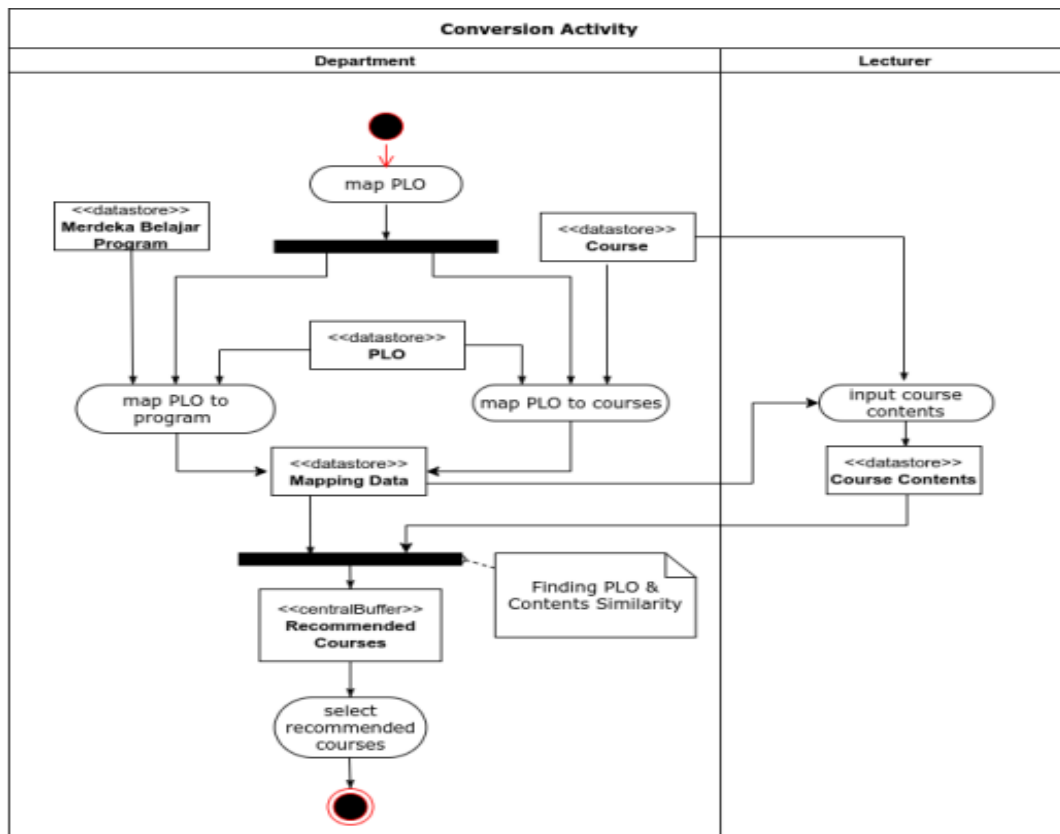 Conversion Activity
Department
Lecturer
map PLO
<<datastore>>
Merdeka Belajar
Program
<<datastore>>
Course
<<datastore>>
PLO
map PLO to
program
map PLO to courses
input course
contents
<<datastore>>
Mapping Data
<<datastore>>
Course Contents
Finding PLO &
Contents Similarity
<<centralBuffer>>
Recommended
Courses
select
recommended
courses